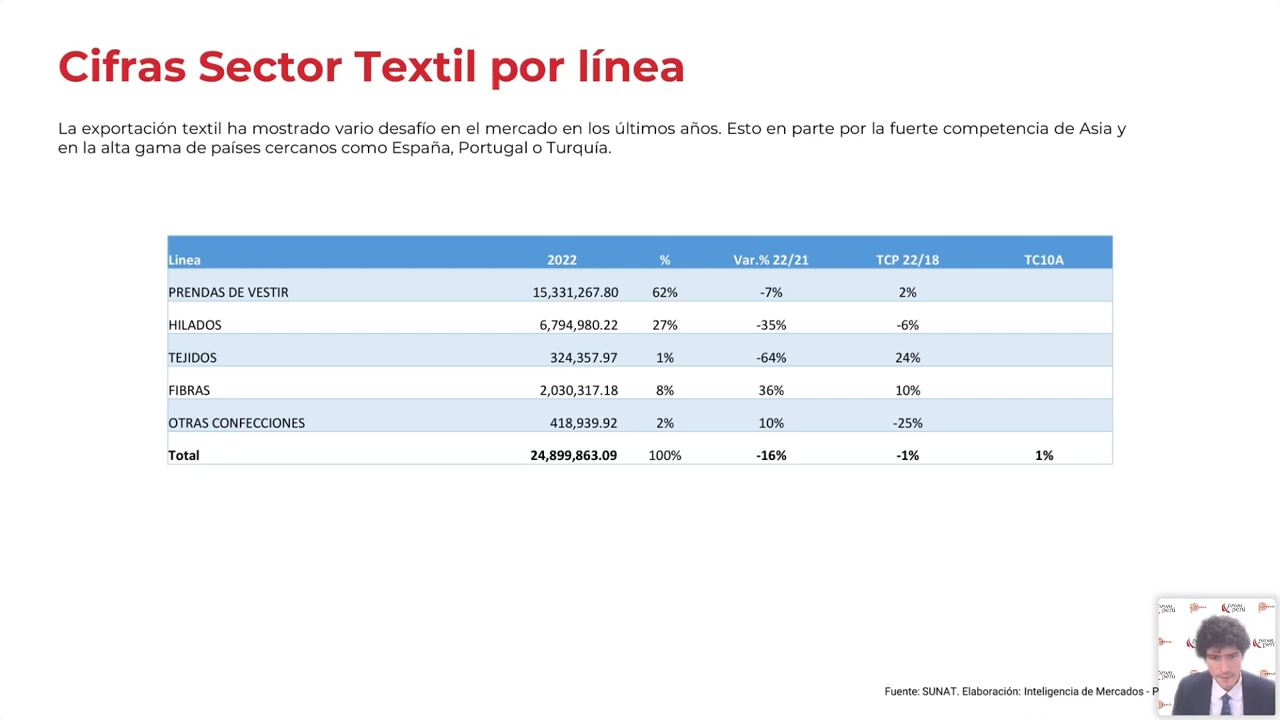 Cifras Sector Textil por línea
La exportación textil ha mostrado vario desafío en el mercado en los últimos años. Esto en parte por la fuerte competencia de Asia y
en la alta gama de países cercanos como España, Portugal o Turquía.
Linea 2022 % Var.% 22/21 TCP 22/18 TC10A
PRENDAS DE VESTIR 15,331,267.80 62% -7% 2%
HILADOS 6,794,980.22 27% -35% -6%
TEJIDOS 324,357.97 1% -64% 24%
FIBRAS 2,030,317.18 8% 36% 10%
OTRAS CONFECCIONES 418,939.92 2% 10% -25%
Total 24,899,863.09 100% -16% -1% 1%
Fuente: SUNAT. Elaboración: Inteligencia de Mercados - P